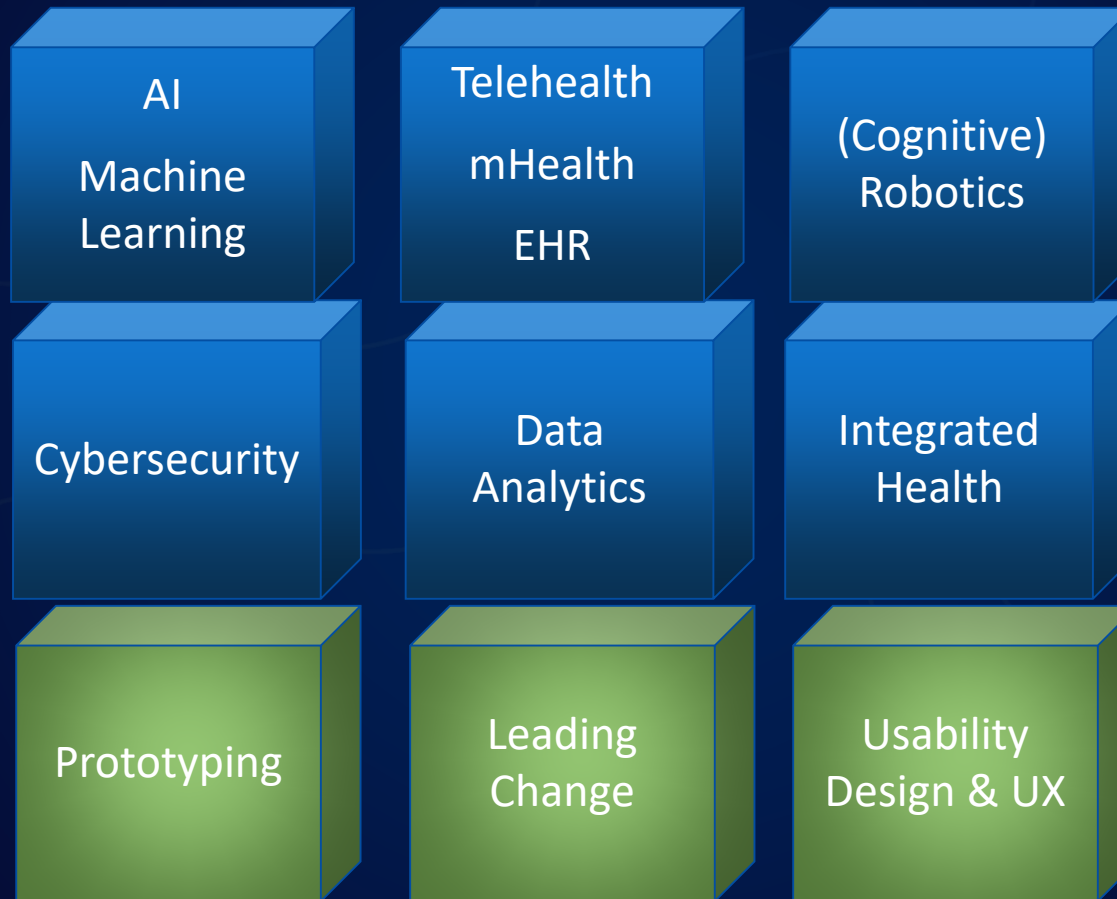 AI
Machine
Learning
Telehealth
mHealth
EHR
(Cognitive)
Robotics
Cybersecurity
Data
Analytics
Integrated
Health
Prototyping
Leading
Change
Usability
Design & UX